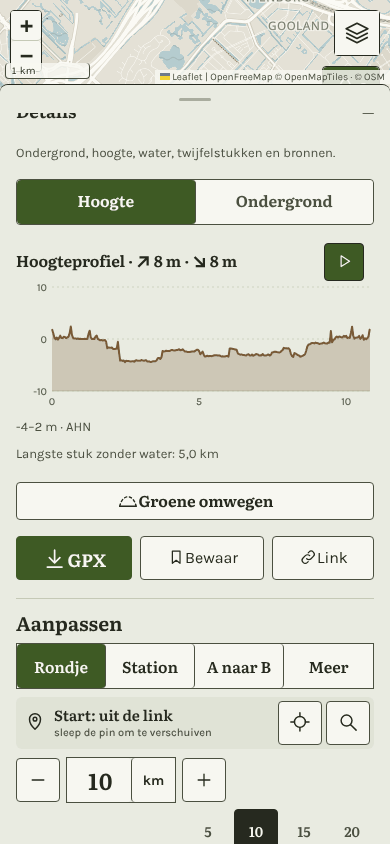 GOOLAND
+
−
1 km
Leaflet | OpenFreeMap © OpenMapTiles · © OSM
Details
Ondergrond, hoogte, water, twijfelstukken en bronnen.
Hoogte Ondergrond
Hoogteprofiel · ↗ 8 m · ↘ 8 m
10
0
-10
0 5 10
-4–2 m · AHN
Langste stuk zonder water: 5,0 km
Groene omwegen
GPX Bewaar Link
Aanpassen
Rondje Station A naar B Meer
Start: uit de link
sleep de pin om te verschuiven
− 10 km +
5 10 15 20